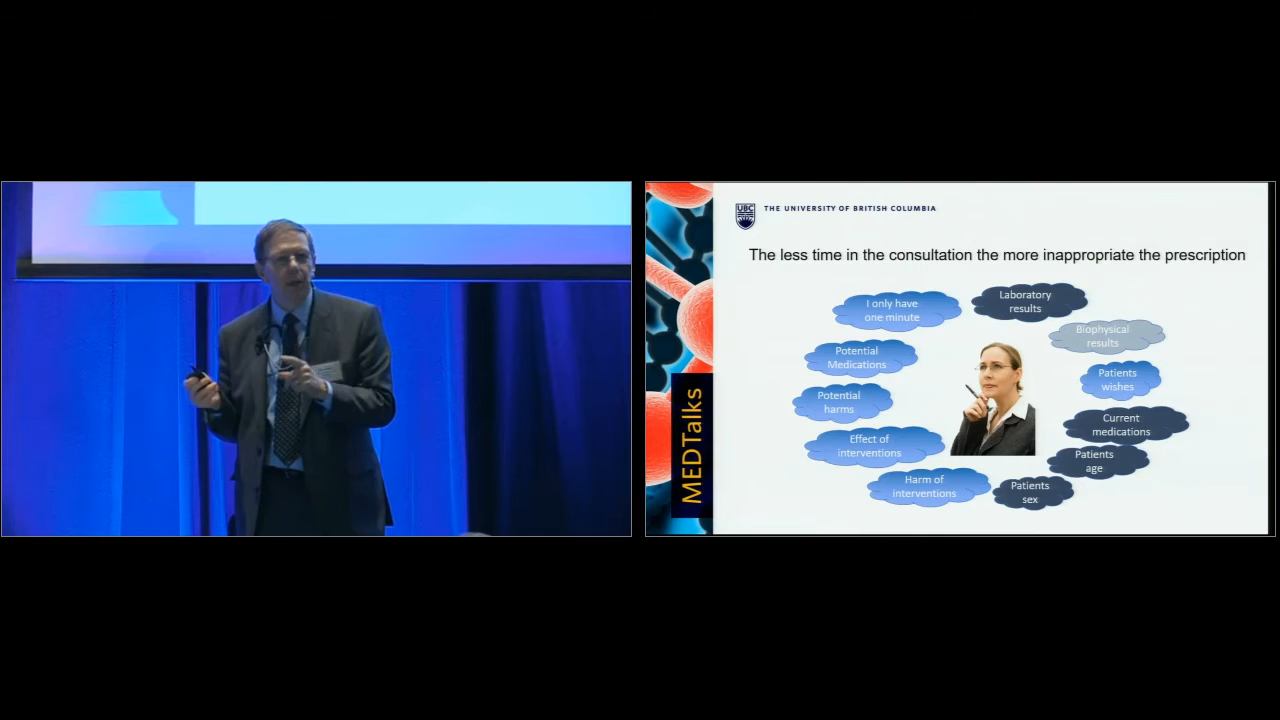 UBC
THE UNIVERSITY OF BRITISH COLUMBIA
The less time in the consultation the more inappropriate the prescription
I only have
one minute
Laboratory
results
Biophysical
results
Potential
Medications
Patients
wishes
Potential
harms
Current
medications
Effect of
interventions
Patients
age
Harm of
interventions
Patients
sex
MEDTalks